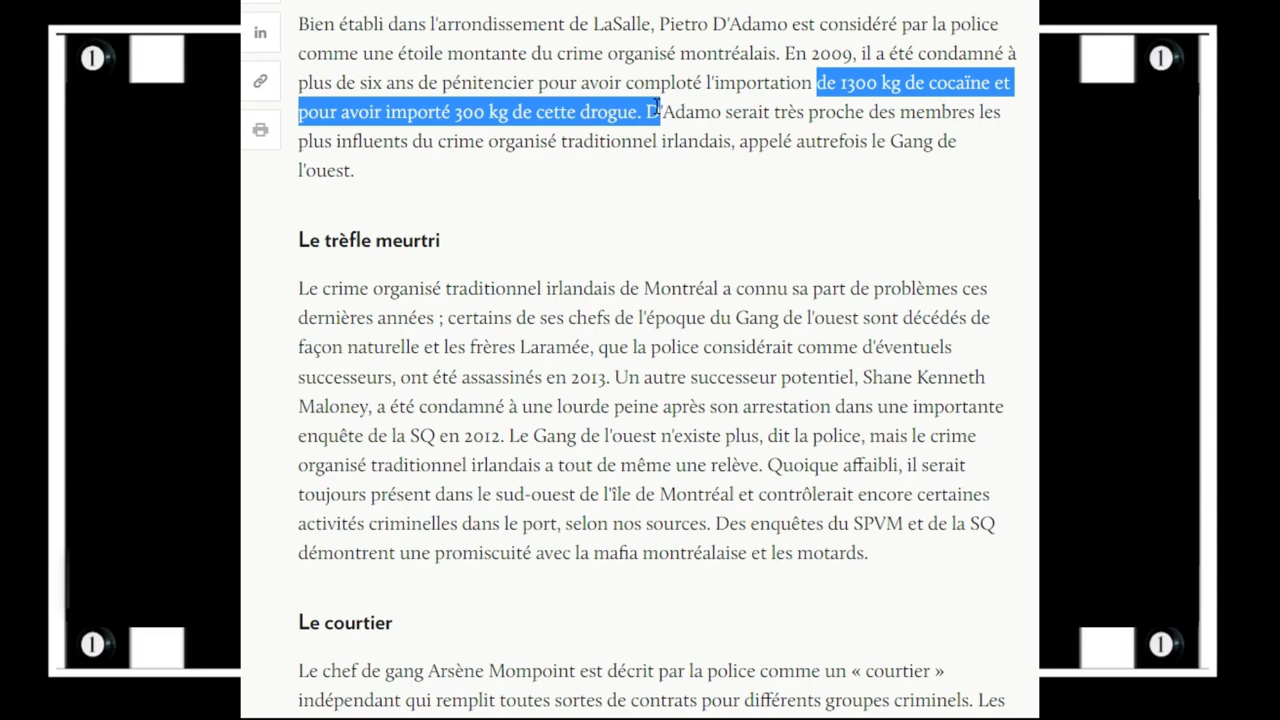 Bien établi dans l'arrondissement de LaSalle, Pietro D'Adamo est considéré par la police
comme une étoile montante du crime organisé montréalais. En 2009, il a été condamné à
plus de six ans de pénitencier pour avoir comploté l'importation de 1300 kg de cocaïne et
pour avoir importé 300 kg de cette drogue. D'Adamo serait très proche des membres les
plus influents du crime organisé traditionnel irlandais, appelé autrefois le Gang de
l'ouest.
Le trèfle meurtri
Le crime organisé traditionnel irlandais de Montréal a connu sa part de problèmes ces
dernières années ; certains de ses chefs de l'époque du Gang de l'ouest sont décédés de
façon naturelle et les frères Laramée, que la police considérait comme d'éventuels
successeurs, ont été assassinés en 2013. Un autre successeur potentiel, Shane Kenneth
Maloney, a été condamné à une lourde peine après son arrestation dans une importante
enquête de la SQ en 2012. Le Gang de l'ouest n'existe plus, dit la police, mais le crime
organisé traditionnel irlandais a tout de même une relève. Quoique affaibli, il serait
toujours présent dans le sud-ouest de l'île de Montréal et contrôlerait encore certaines
activités criminelles dans le port, selon nos sources. Des enquêtes du SPVM et de la SQ
démontrent une promiscuité avec la mafia montréalaise et les motards.
Le courtier
Le chef de gang Arsène Mompoint est décrit par la police comme un « courtier »
indépendant qui remplit toutes sortes de contrats pour différents groupes criminels. Les
in
1
1
1
1